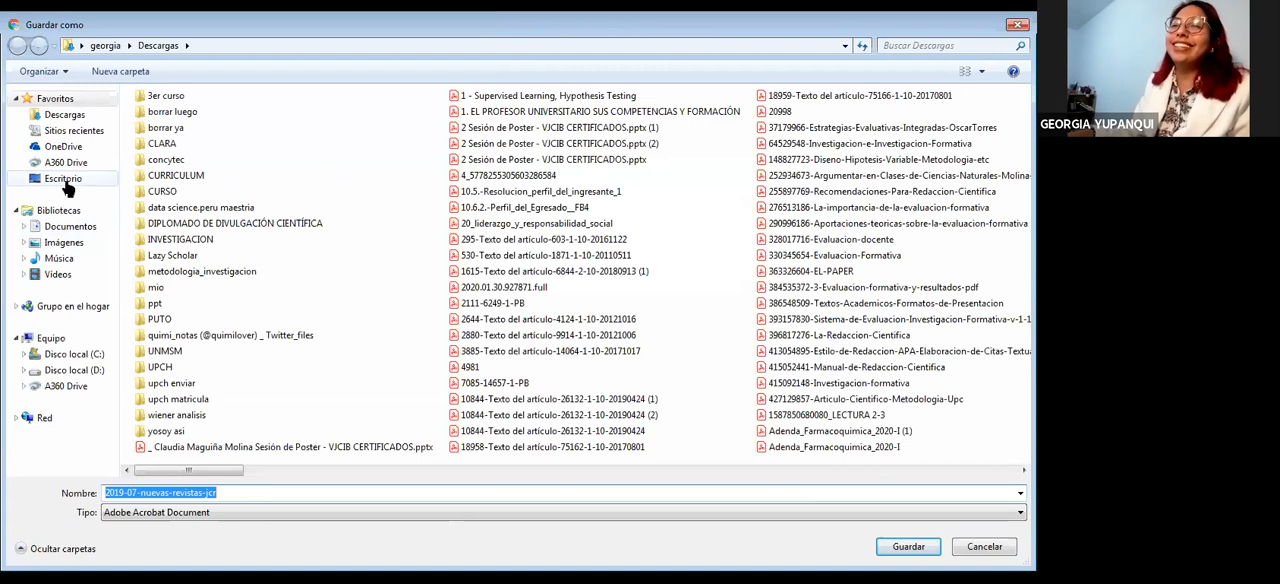 Guardar como
georgia Descargas
Buscar Descargas
Organizar Nueva carpeta
Favoritos
Descargas
Sitios recientes
OneDrive
A360 Drive
Escritorio
Bibliotecas
Documentos
Imágenes
Música
Vídeos
Grupo en el hogar
Equipo
Disco local (C:)
Disco local (D:)
A360 Drive
Red
3er curso
borrar luego
borrar ya
CLARA
concytec
CURRICULUM
CURSO
data science.peru maestria
DIPLOMADO DE DIVULGACIÓN CIENTÍFICA
INVESTIGACION
Lazy Scholar
metodologia_investigacion
mio
ppt
PUTO
quimi_notas (@quimilover) _ Twitter_files
UNMSM
UPCH
upch enviar
upch matricula
wiener analisis
yosoy asi
_ Claudia Maguiña Molina Sesión de Poster - VJCIB CERTIFICADOS.pptx
1 - Supervised Learning, Hypothesis Testing
1. EL PROFESOR UNIVERSITARIO SUS COMPETENCIAS Y FORMACIÓN
2 Sesión de Poster - VJCIB CERTIFICADOS.pptx (1)
2 Sesión de Poster - VJCIB CERTIFICADOS.pptx (2)
2 Sesión de Poster - VJCIB CERTIFICADOS.pptx
4_5778255305603286584
10.5.-Resolucion_perfil_del_ingresante_1
10.6.2.-Perfil_del_Egresado__FB4
20_liderazgo_y_responsabilidad_social
295-Texto del artículo-603-1-10-20161122
530-Texto del artículo-1871-1-10-20110511
1615-Texto del artículo-6844-2-10-20180913 (1)
2020.01.30.927871.full
2111-6249-1-PB
2644-Texto del artículo-4124-1-10-20121016
2880-Texto del artículo-9914-1-10-20121006
3885-Texto del artículo-14064-1-10-20171017
4981
7085-14657-1-PB
10844-Texto del artículo-26132-1-10-20190424 (1)
10844-Texto del artículo-26132-1-10-20190424 (2)
10844-Texto del artículo-26132-1-10-20190424
18958-Texto del artículo-75162-1-10-20170801
18959-Texto del artículo-75166-1-10-20170801
20998
37179966-Estrategias-Evaluativas-Integradas-OscarTorres
64529548-Investigacion-e-Investigacion-Formativa
148827723-Diseno-Hipotesis-Variable-Metodologia-etc
252934673-Argumentar-en-Clases-de-Ciencias-Naturales-Molina-
255897769-Recomendaciones-Para-Redaccion-Cientifica
276513186-La-importancia-de-la-evaluacion-formativa
290996186-Aportaciones-teoricas-sobre-la-evaluacion-formativa
328017716-Evaluacion-docente
330345654-Evaluacion-Formativa
363326604-EL-PAPER
384535372-3-Evaluacion-formativa-y-resultados-pdf
386548509-Textos-Academicos-Formatos-de-Presentacion
393157830-Sistema-de-Evaluacion-Investigacion-Formativa-v-1-1
396817276-La-Redaccion-Cientifica
413054895-Estilo-de-Redaccion-APA-Elaboracion-de-Citas-Textua
415052441-Manual-de-Redaccion-Cientifica
415092148-Investigacion-formativa
427129857-Articulo-Cientifico-Metodologia-Upc
1587850680080_LECTURA 2-3
Adenda_Farmacoquimica_2020-I (1)
Adenda_Farmacoquimica_2020-I
Nombre: 2019-07-nuevas-revistas-jcr
Tipo: Adobe Acrobat Document
Ocultar carpetas
Guardar Cancelar
GEORGIA YUPANQUI